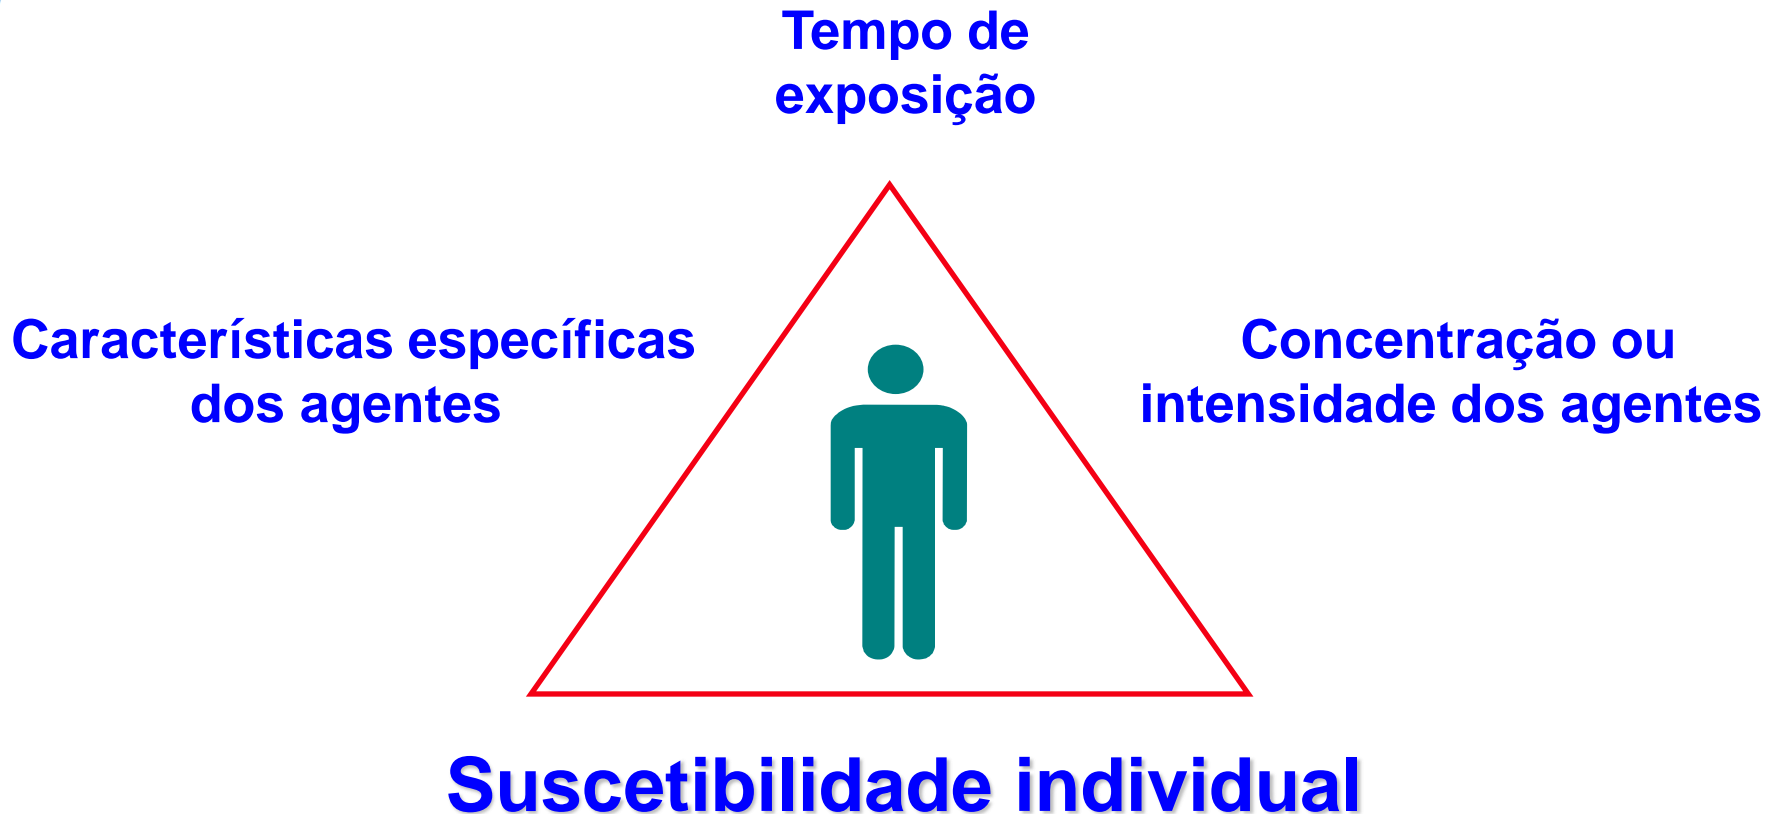 Tempo de
exposição
Características específicas
dos agentes
Concentração ou
intensidade dos agentes
Suscetibilidade individual